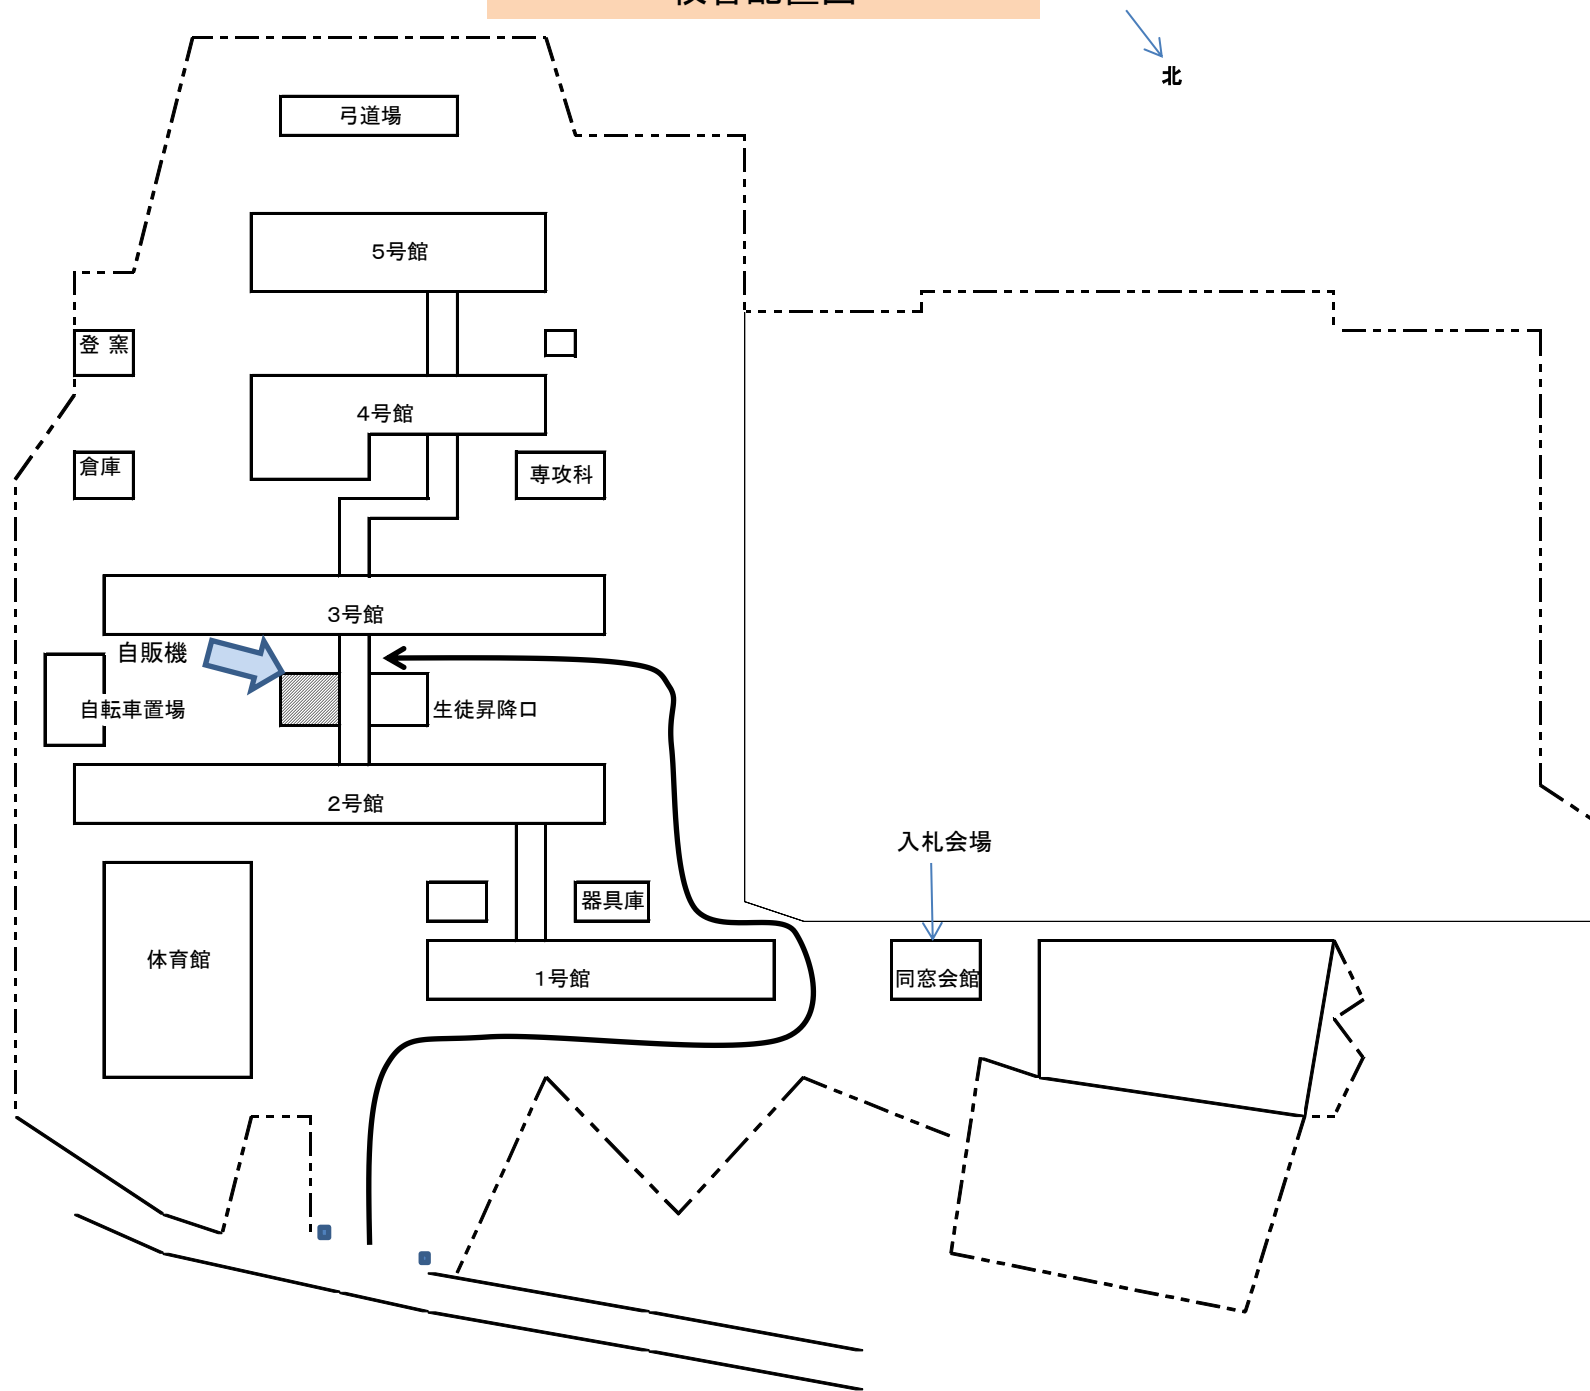 北
弓道場
5号館
登 窯
4号館
倉庫
専攻科
3号館
自販機
自転車置場
生徒昇降口
2号館
入札会場
器具庫
体育館
1号館
同窓会館